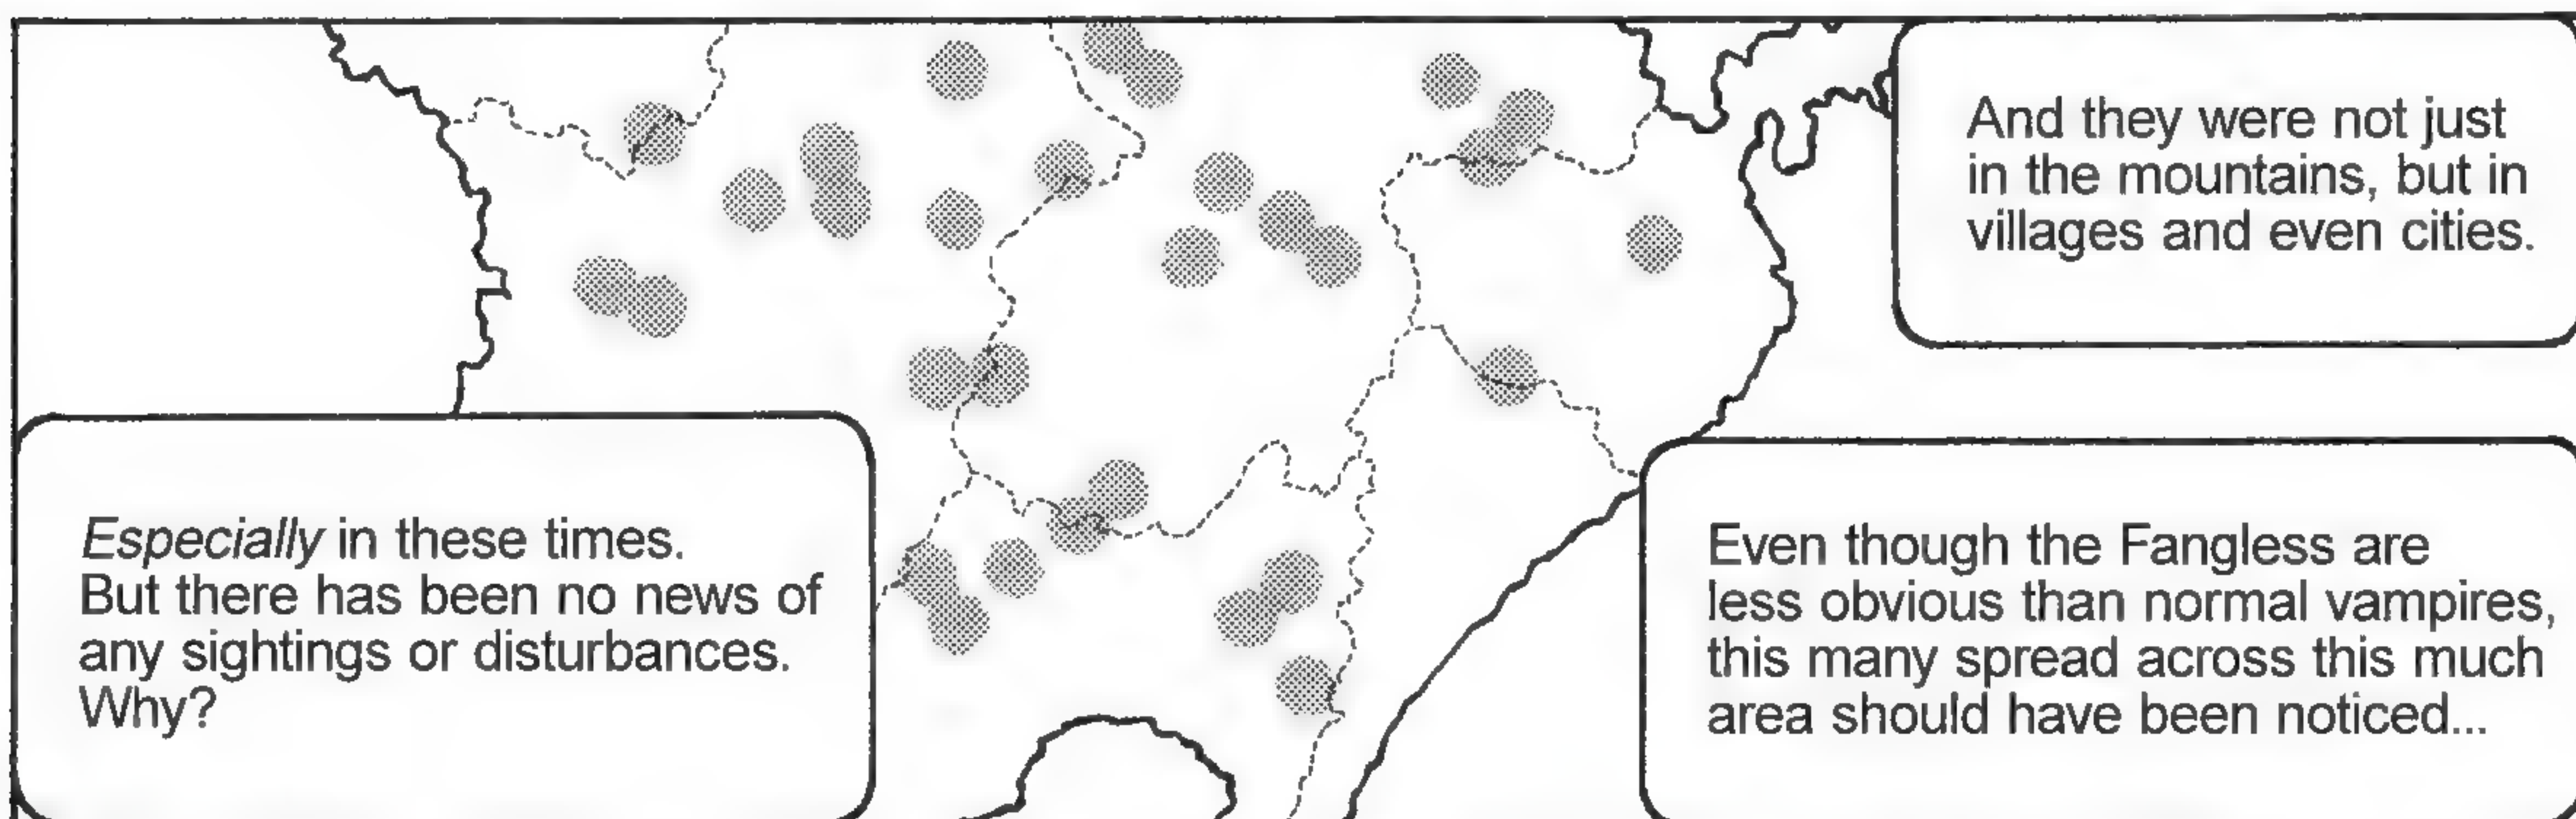 And they were not just
in the mountains, but in
villages and even cities.
Even though the Fangless are
less obvious than normal vampires,
this many spread across this much
area should have been noticed...
Especially in these times.
But there has been no news of
any sightings or disturbances.
Why?